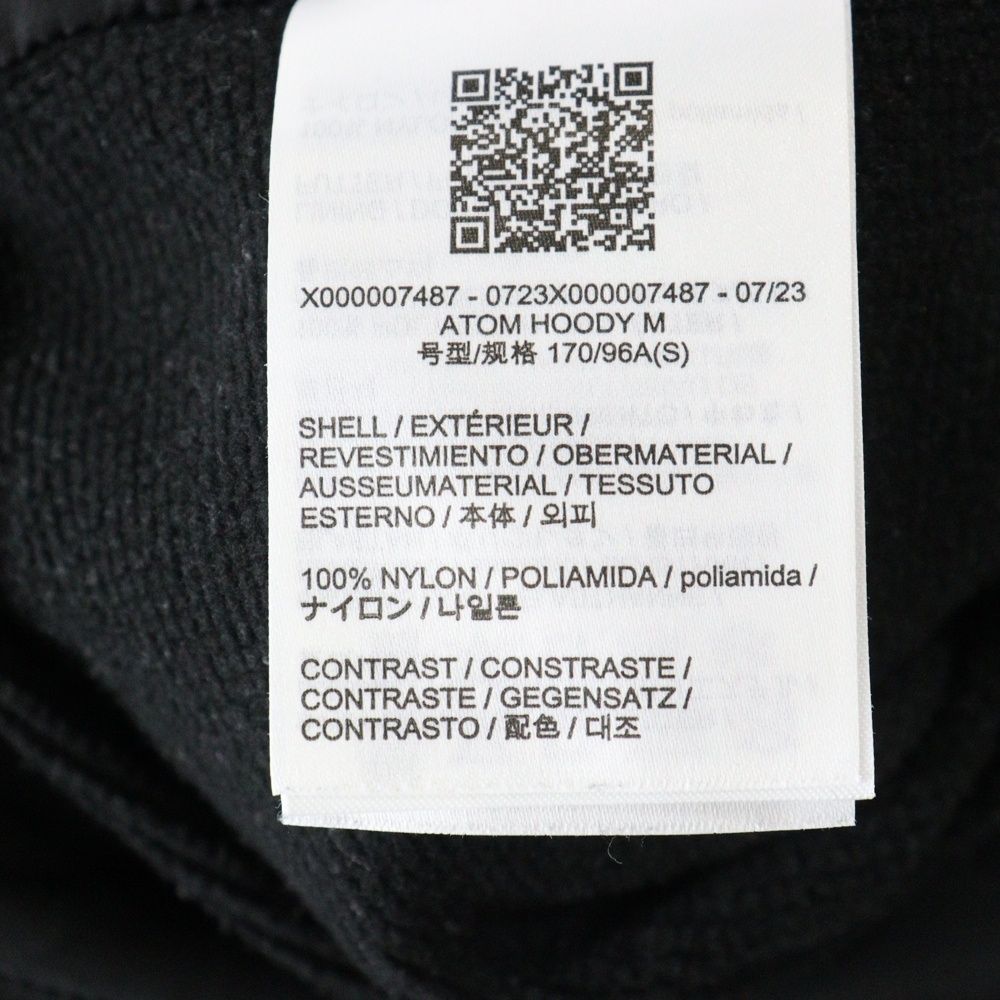 X000007487 - 0723X000007487 - 07/23
ATOM HOODY M
号型/规格 170/96A(S)
SHELL / EXTÉRIEUR /
REVESTIMIENTO / OBERMATERIAL /
AUSSEUMATERIAL / TESSUTO
ESTERNO / 本体 / 외피
100% NYLON / POLIAMIDA / poliamida /
ナイロン / 나일론
CONTRAST / CONSTRASTE /
CONTRASTE / GEGENSATZ /
CONTRASTO / 配色 / 대조